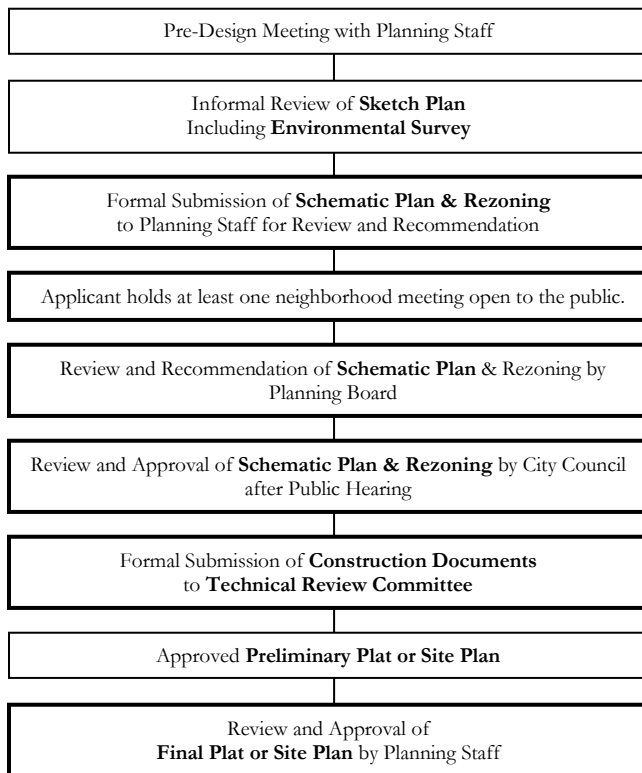 Pre-Design Meeting with Planning Staff
Informal Review of Sketch Plan
Including Environmental Survey
Formal Submission of Schematic Plan & Rezoning
to Planning Staff for Review and Recommendation
Applicant holds at least one neighborhood meeting open to the public.
Review and Recommendation of Schematic Plan & Rezoning by
Planning Board
Review and Approval of Schematic Plan & Rezoning by City Council
after Public Hearing
Formal Submission of Construction Documents
to Technical Review Committee
Approved Preliminary Plat or Site Plan
Review and Approval of
Final Plat or Site Plan by Planning Staff